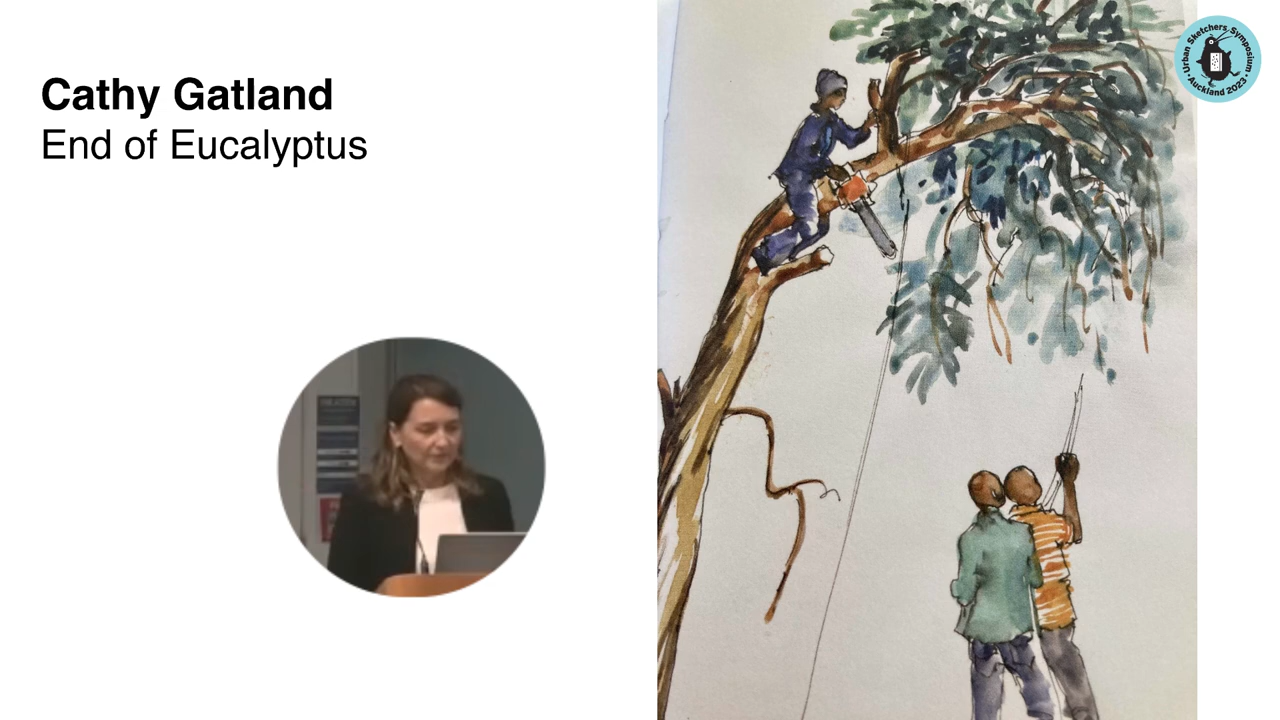 Cathy Gatland
End of Eucalyptus
Urban Sketchers Symposium
Auckland 2023